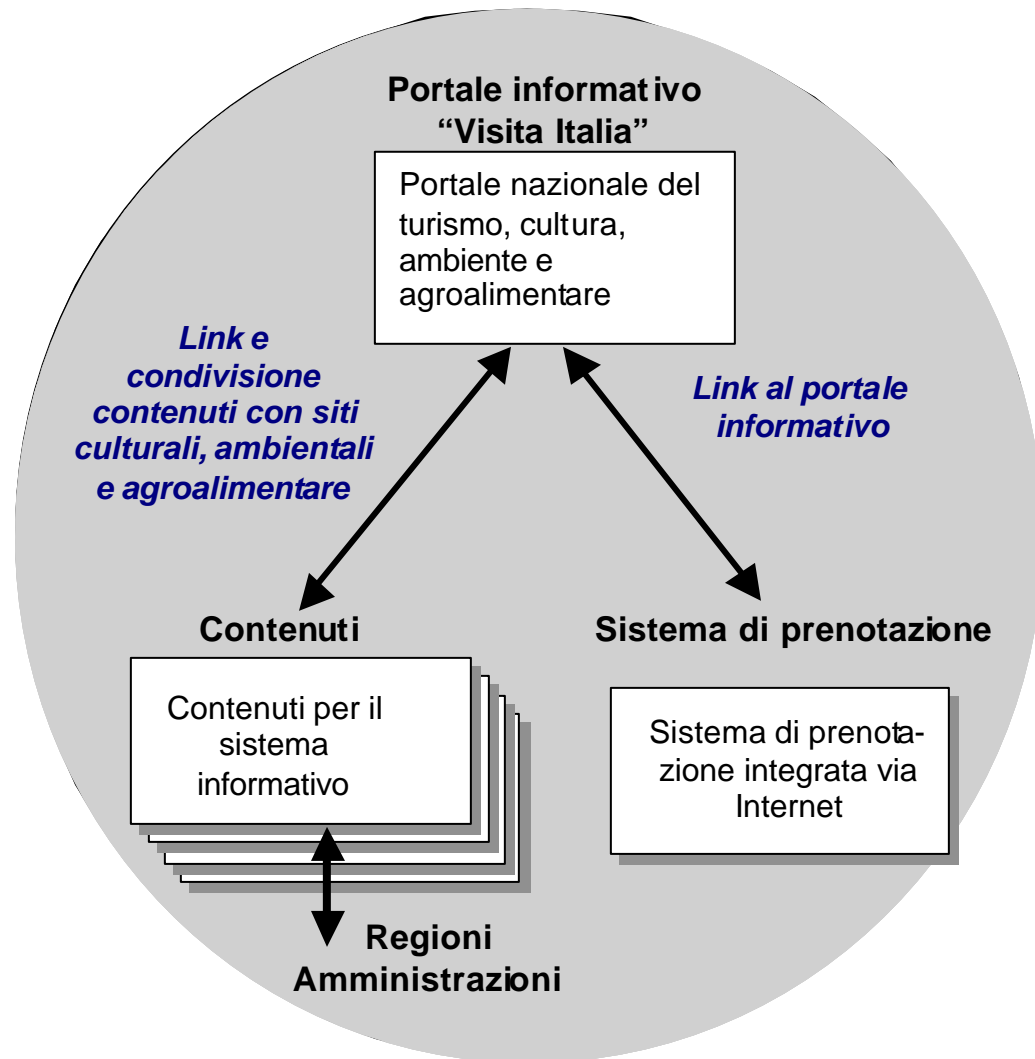 Portale informativo
“Visita Italia”
Portale nazionale del
turismo, cultura,
ambiente e
agroalimentare
Link e
condivisione
contenuti con siti
culturali, ambientali
e agroalimentare
Link al portale
informativo
Contenuti
Contenuti per il
sistema
informativo
Sistema di prenotazione
Sistema di prenota-
zione integrata via
Internet
Regioni
Amministrazioni